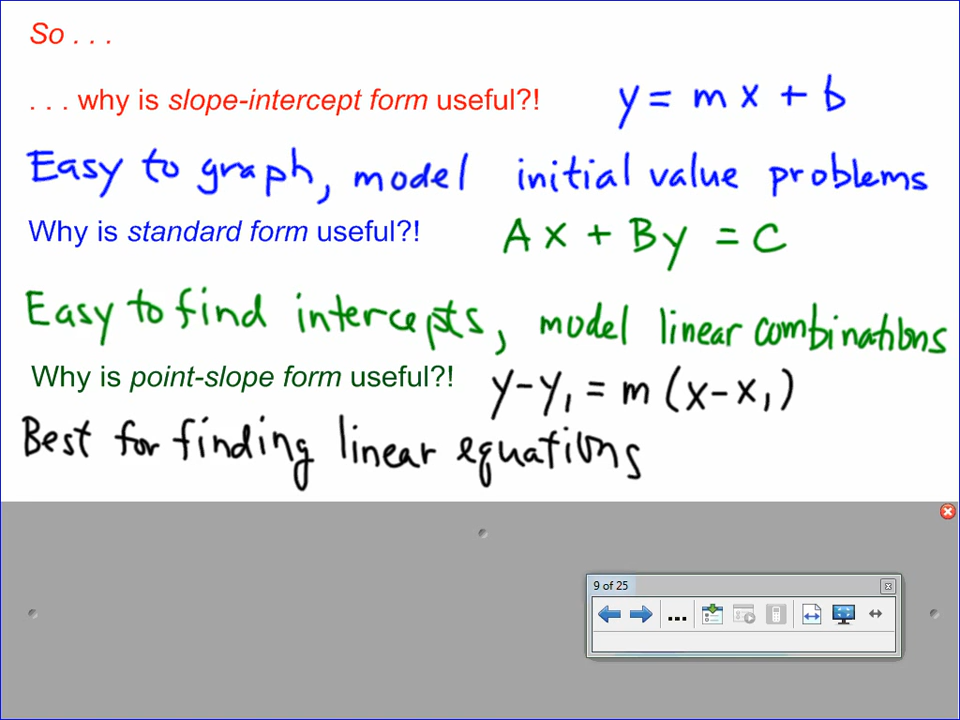 So . . .
. . . why is slope-intercept form useful?! y = mx + b
Easy to graph, model initial value problems
Why is standard form useful?! Ax + By = C
Easy to find intercepts, model linear combinations
Why is point-slope form useful?! y-y₁ = m(x-x₁)
Best for finding linear equations
9 of 25
...